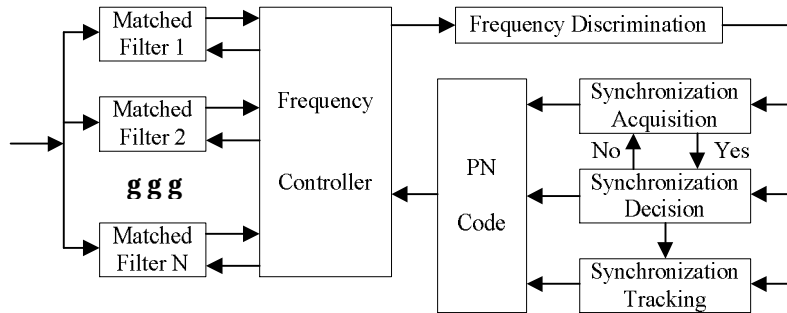 Matched
Filter 1
Frequency Discrimination
Matched
Filter 2
g g g
Matched
Filter N
Frequency
Controller
PN
Code
Synchronization
Acquisition
No
Yes
Synchronization
Decision
Synchronization
Tracking